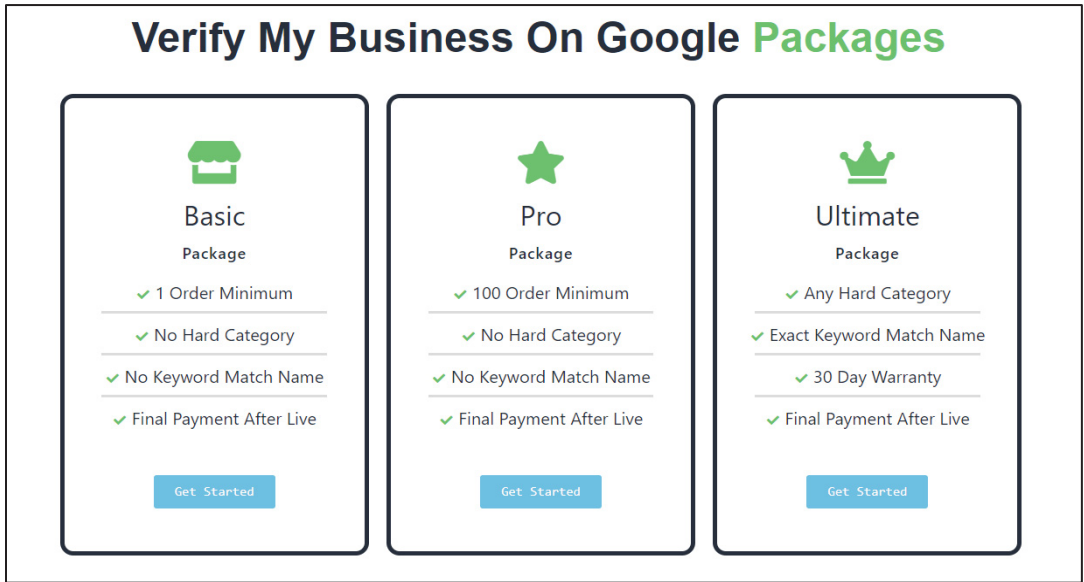 Verify My Business On Google Packages
Basic
Package
1 Order Minimum
No Hard Category
No Keyword Match Name
Final Payment After Live
Get Started
Pro
Package
100 Order Minimum
No Hard Category
No Keyword Match Name
Final Payment After Live
Get Started
Ultimate
Package
Any Hard Category
Exact Keyword Match Name
30 Day Warranty
Final Payment After Live
Get Started